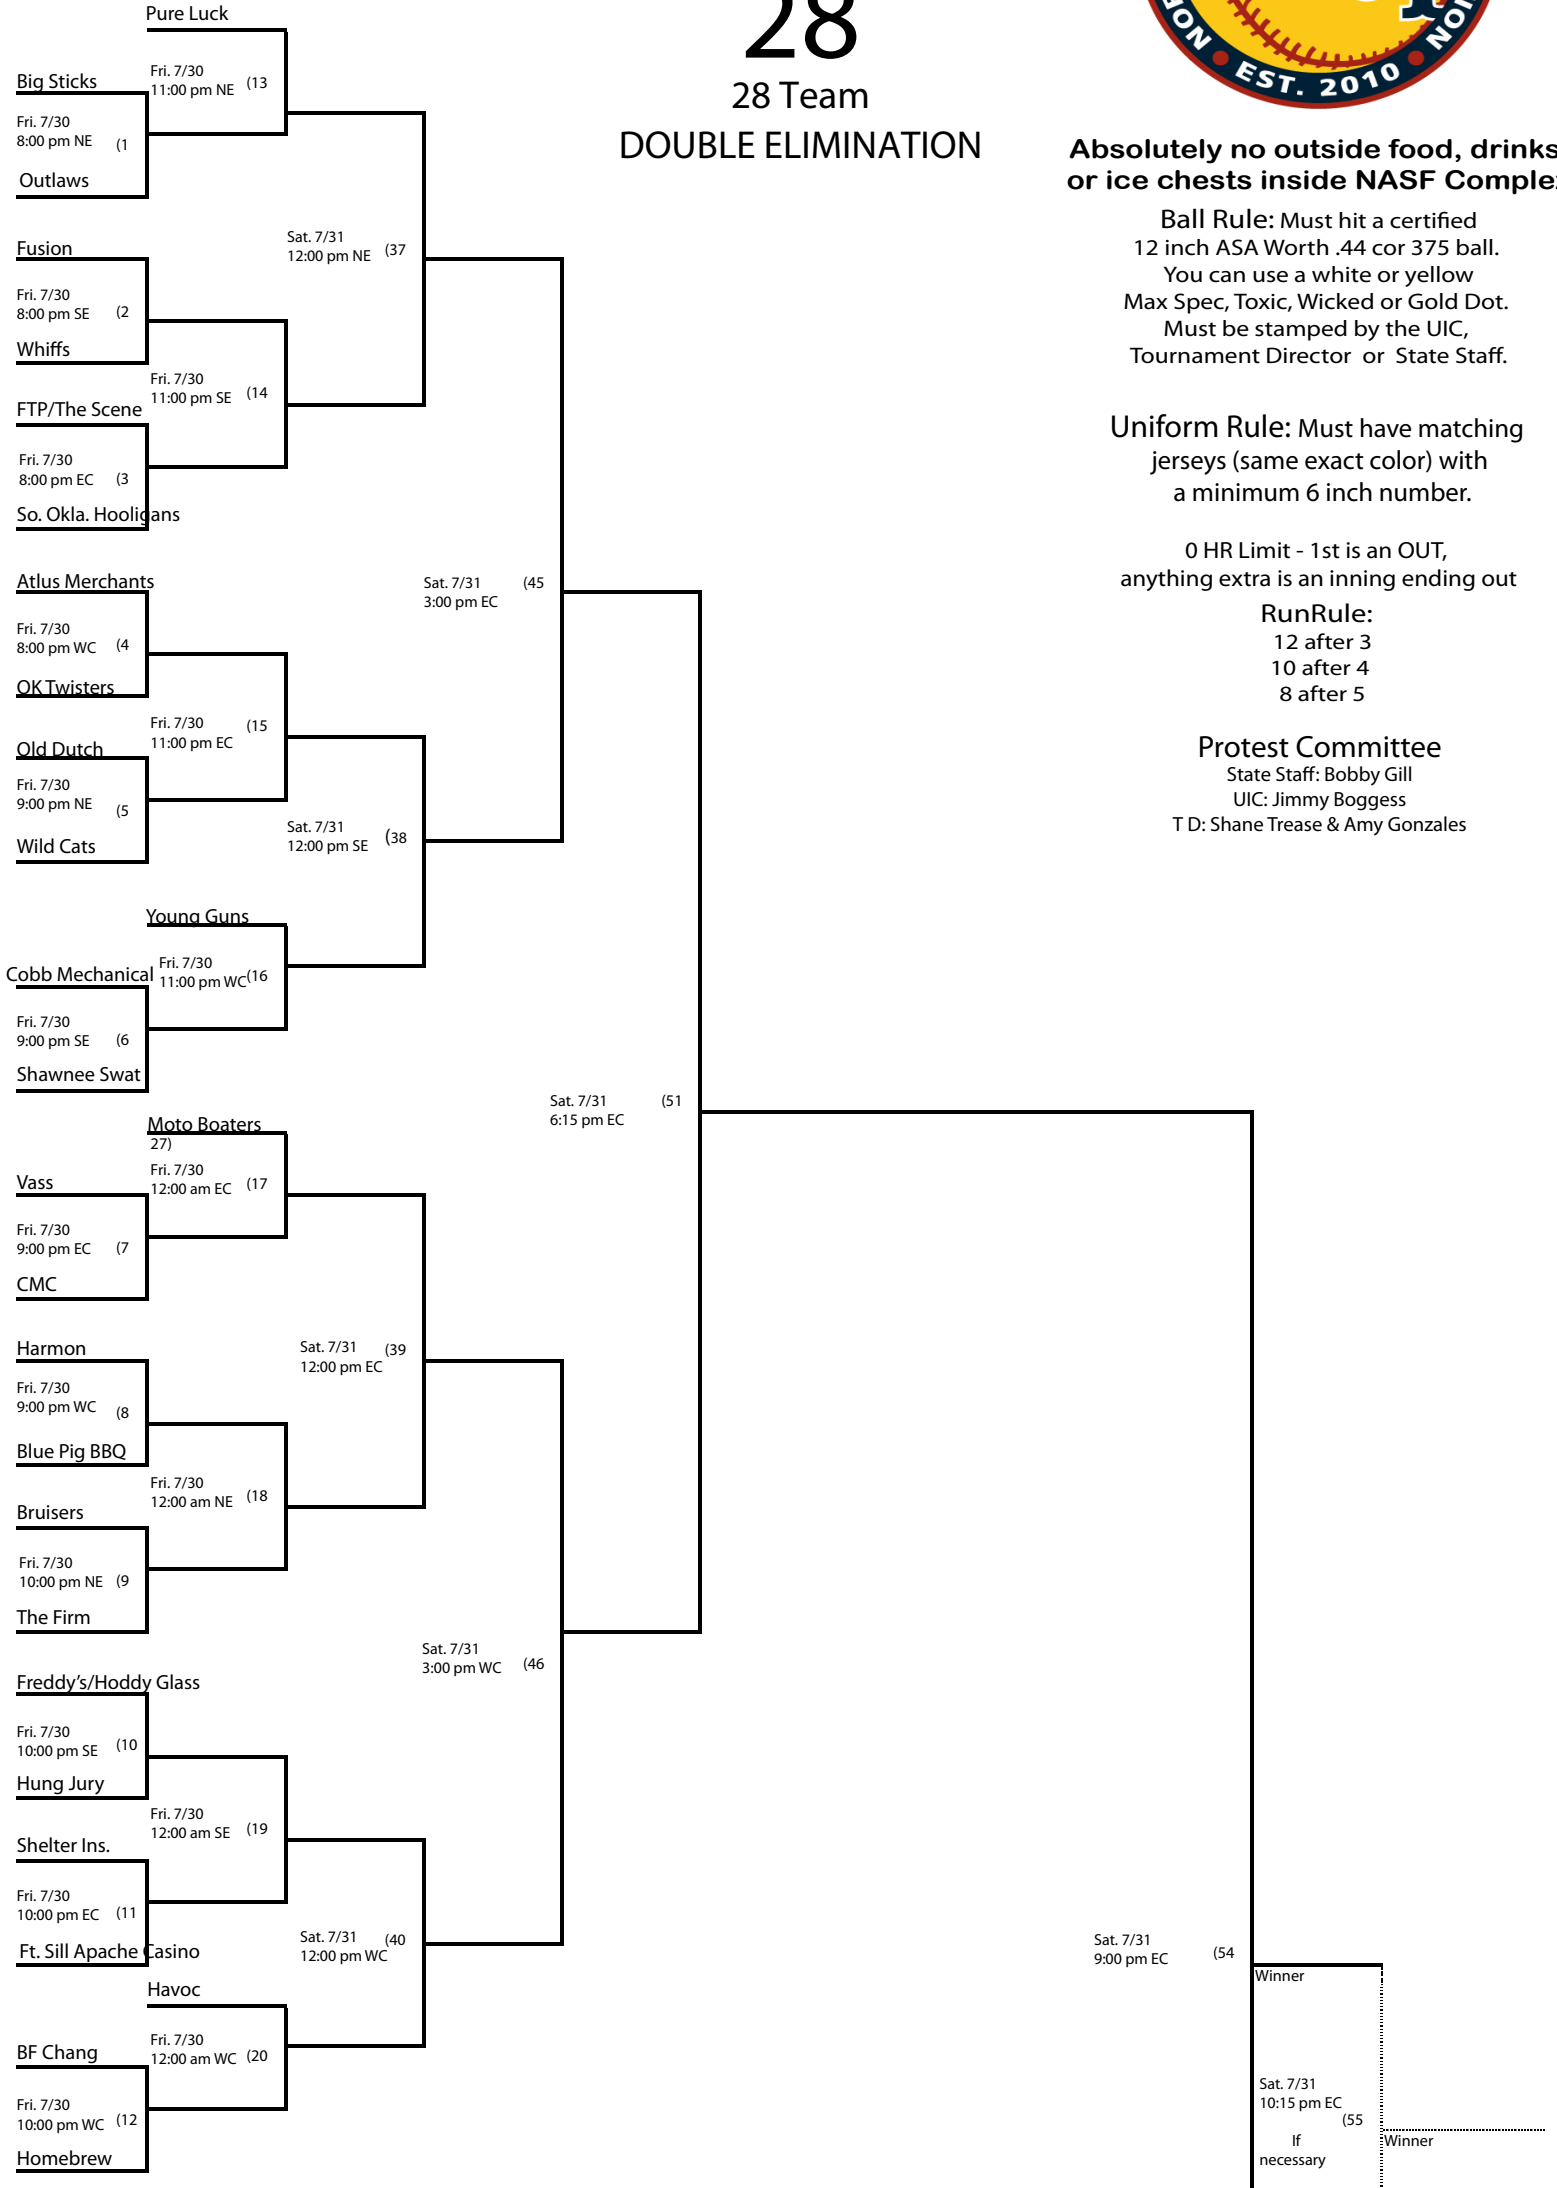 28
28 Team
DOUBLE ELIMINATION
EST. 2010
Absolutely no outside food, drinks
or ice chests inside NASF
Ball Rule: Must hit a certified
12 inch ASA Worth .44 cor 375 ball.
You can use a white or yellow
Max Spec, Toxic, Wicked or Gold Dot.
Must be stamped by the UIC,
Tournament Director or State Staff.
Uniform Rule: Must have matching
jerseys (same exact color) with
a minimum 6 inch number.
0 HR Limit - 1st is an OUT,
anything extra is an inning ending out
RunRule:
12 after 3
10 after 4
8 after 5
Protest Committee
State Staff: Bobby Gill
UIC: Jimmy Boggess
T D: Shane Trease & Amy Gonzales
Pure Luck
Fri. 7/30
11:00 pm NE (13
Big Sticks
Fri. 7/30
8:00 pm NE (1
Outlaws
Sat. 7/31
12:00 pm NE (37
Fusion
Fri. 7/30
8:00 pm SE (2
Whiffs
Fri. 7/30
11:00 pm SE (14
FTP/The Scene
Fri. 7/30
8:00 pm EC (3
So. Okla. Hooligans
Sat. 7/31 (45
3:00 pm EC
Atlus Merchants
Fri. 7/30
8:00 pm WC (4
OK Twisters
Fri. 7/30
11:00 pm EC (15
Old Dutch
Fri. 7/30
9:00 pm NE (5
Wild Cats
Sat. 7/31
12:00 pm SE (38
Young Guns
Fri. 7/30
11:00 pm WC (16
Cobb Mechanical
Fri. 7/30
9:00 pm SE (6
Shawnee Swat
Sat. 7/31 (51
6:15 pm EC
Moto Boaters
27)
Fri. 7/30
12:00 am EC (17
Vass
Fri. 7/30
9:00 pm EC (7
CMC
Sat. 7/31 (39
12:00 pm EC
Harmon
Fri. 7/30
9:00 pm WC (8
Blue Pig BBQ
Fri. 7/30
12:00 am NE (18
Bruisers
Fri. 7/30
10:00 pm NE (9
The Firm
Sat. 7/31
3:00 pm WC (46
Freddy's/Hoddy Glass
Fri. 7/30
10:00 pm SE (10
Hung Jury
Fri. 7/30
12:00 am SE (19
Shelter Ins.
Fri. 7/30
10:00 pm EC (11
Ft. Sill Apache Casino
Sat. 7/31 (40
12:00 pm WC
Havoc
Fri. 7/30
12:00 am WC (20
BF Chang
Fri. 7/30
10:00 pm WC (12
Homebrew
Sat. 7/31
9:00 pm EC (54
Winner
Sat. 7/31
10:15 pm EC
(55
If
necessary
Winner